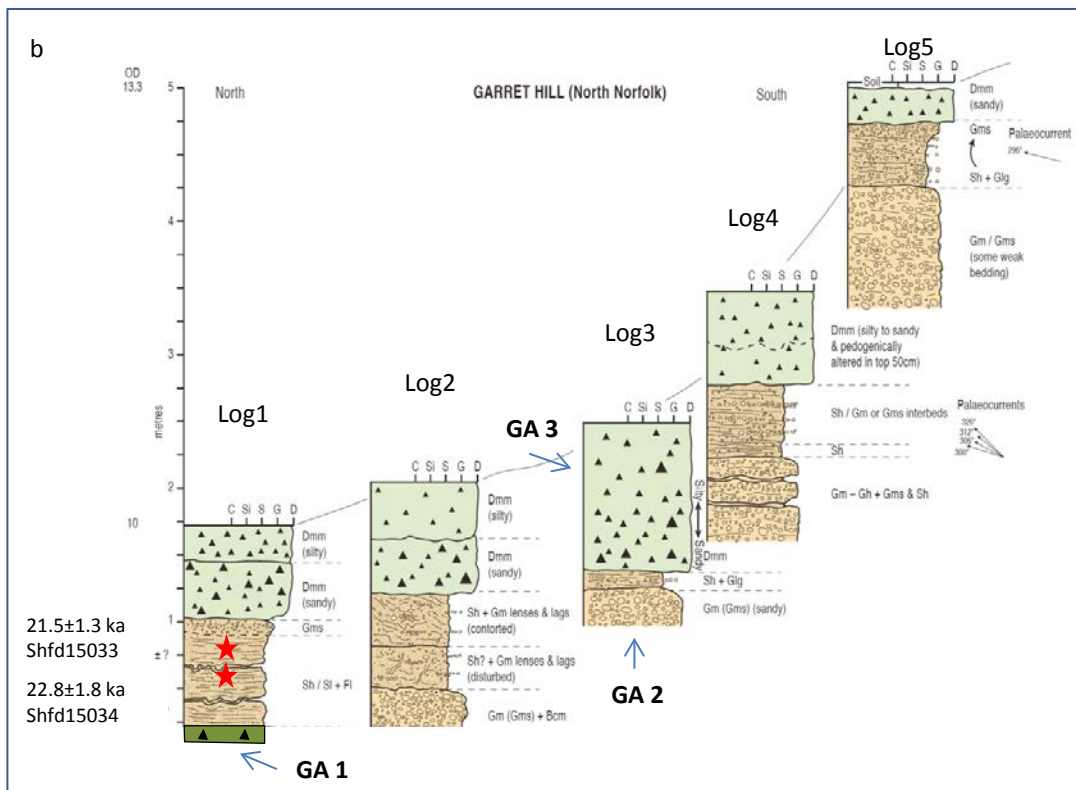 b
OD
13.3
North
GARRET HILL (North Norfolk)
South
5
4
3
2
10
1
± ?
metres
Log1
C Si S G D
Dmm
(silty)
Dmm
(sandy)
Gms
Sh / Sl + Fl
21.5±1.3 ka
Shfd15033
22.8±1.8 ka
Shfd15034
GA 1
Log2
C Si S G D
Dmm
(silty)
Dmm
(sandy)
Sh + Gm lenses & lags
(contorted)
Sh? + Gm lenses & lags
(disturbed)
Gm (Gms) + Bcm
Log3
GA 3
C Si S G D
Silty
Sandy
Dmm
Sh + Glg
Gm (Gms) (sandy)
GA 2
Log4
C Si S G D
Dmm (silty to sandy
& pedogenically
altered in top 50cm)
Sh / Gm or Gms interbeds
Sh
Gm – Gh + Gms & Sh
Palaeocurrents
326°
312°
306°
300°
Log5
C Si S G D
Soil
Dmm
(sandy)
Gms
Sh + Glg
Palaeocurrent
296°
Gm / Gms
(some weak
bedding)